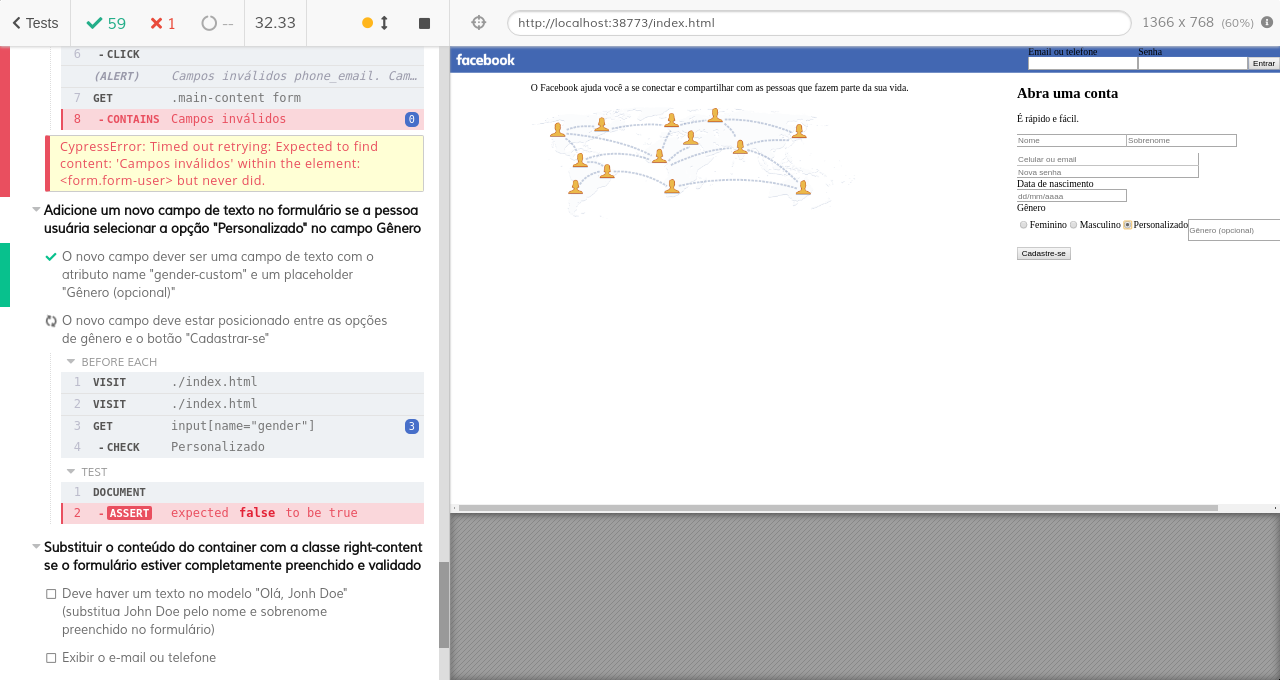 Tests
59
1
--
32.33
http://localhost:38773/index.html
1366 x 768 (60%)
6 - CLICK
(ALERT) Campos inválidos phone_email. Cam…
7 GET .main-content form
8 - CONTAINS Campos inválidos 0
CypressError: Timed out retrying: Expected to find
content: 'Campos inválidos' within the element:
<form.form-user> but never did.
Adicione um novo campo de texto no formulário se a pessoa
usuária selecionar a opção "Personalizado" no campo Gênero
O novo campo dever ser uma campo de texto com o
atributo name "gender-custom" e um placeholder
"Gênero (opcional)"
O novo campo deve estar posicionado entre as opções
de gênero e o botão "Cadastrar-se"
BEFORE EACH
1 VISIT ./index.html
2 VISIT ./index.html
3 GET input[name="gender"] 3
4 - CHECK Personalizado
TEST
1 DOCUMENT
2 - ASSERT expected false to be true
Substituir o conteúdo do container com a classe right-content
se o formulário estiver completamente preenchido e validado
Deve haver um texto no modelo "Olá, Jonh Doe"
(substitua John Doe pelo nome e sobrenome
preenchido no formulário)
Exibir o e-mail ou telefone
facebook
Email ou telefone Senha
Entrar
O Facebook ajuda você a se conectar e compartilhar com as pessoas que fazem parte da sua vida.
Abra uma conta
É rápido e fácil.
Nome Sobrenome
Celular ou email
Nova senha
Data de nascimento
dd/mm/aaaa
Gênero
Feminino Masculino Personalizado Gênero (opcional)
Cadastre-se